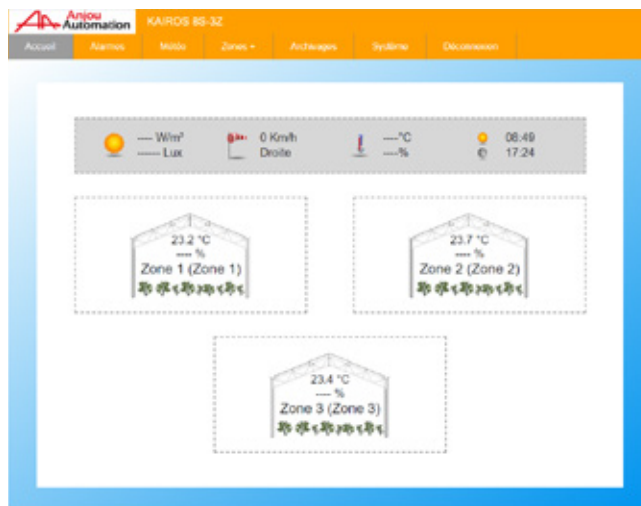 Anjou
Automation
KAIROS 8S-3Z
Accueil Alarmes Météo Zones Archivages Système Déconnexion
---- W/m² 0 Km/h ----°C 08:49
------ Lux Droite ----% 17:24
23.2 °C
---- %
Zone 1 (Zone 1)
23.7 °C
---- %
Zone 2 (Zone 2)
23.4 °C
---- %
Zone 3 (Zone 3)